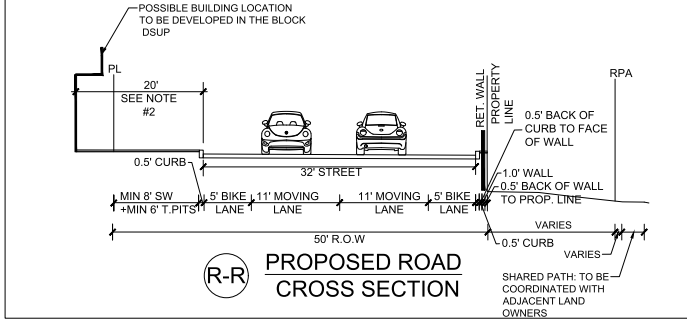 POSSIBLE BUILDING LOCATION
TO BE DEVELOPED IN THE BLOCK
DSUP
PL
20'
SEE NOTE
#2
RET. WALL
PROPERTY
LINE
RPA
0.5' BACK OF
CURB TO FACE
OF WALL
0.5' CURB
32' STREET
1.0' WALL
0.5' BACK OF WALL
TO PROP. LINE
MIN 8' SW
+MIN 6' T.PITS
5' BIKE
LANE
11' MOVING
LANE
11' MOVING
LANE
5' BIKE
LANE
VARIES
50' R.O.W
0.5' CURB
VARIES
R-R
PROPOSED ROAD
CROSS SECTION
SHARED PATH: TO BE
COORDINATED WITH
ADJACENT LAND
OWNERS